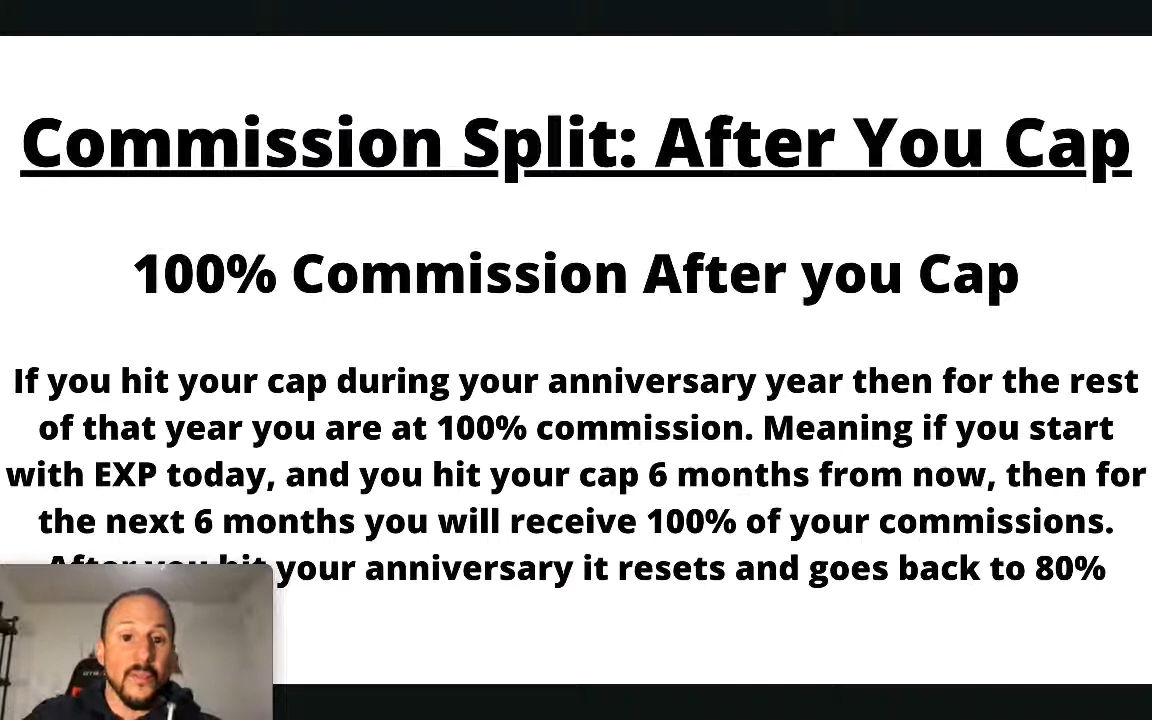 Commission Split: After You Cap
100% Commission After you Cap
If you hit your cap during your anniversary year then for the rest
of that year you are at 100% commission. Meaning if you start
with EXP today, and you hit your cap 6 months from now, then for
the next 6 months you will receive 100% of your commissions.
After you hit your anniversary it resets and goes back to 80%